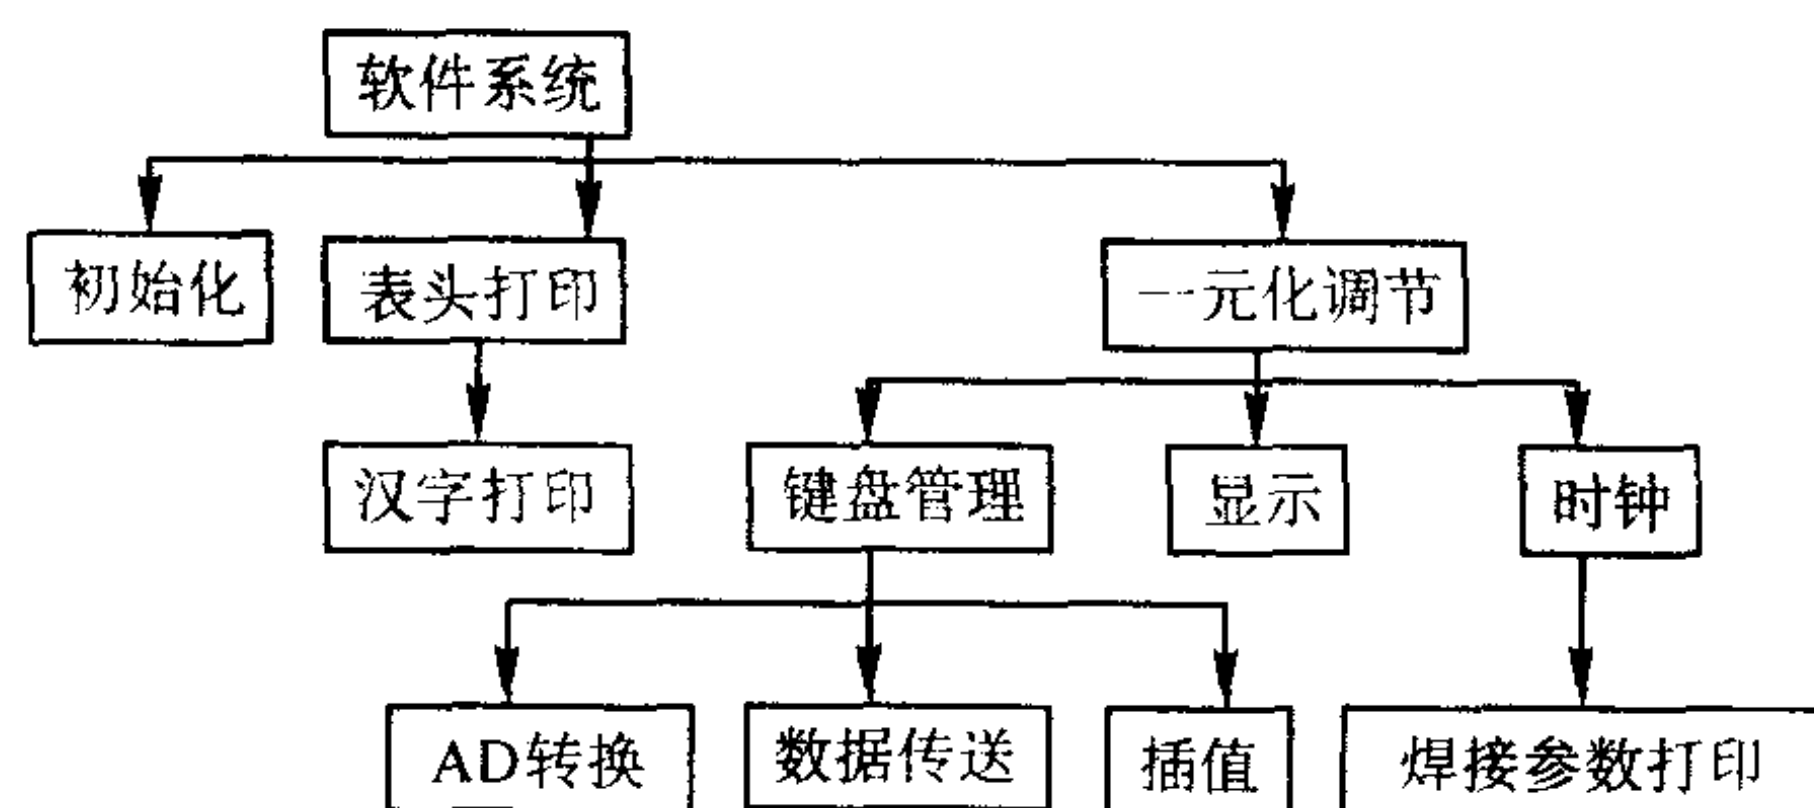 软件系统
初始化
表头打印
一元化调节
汉字打印
键盘管理
显示
时钟
AD转换
数据传送
插值
焊接参数打印